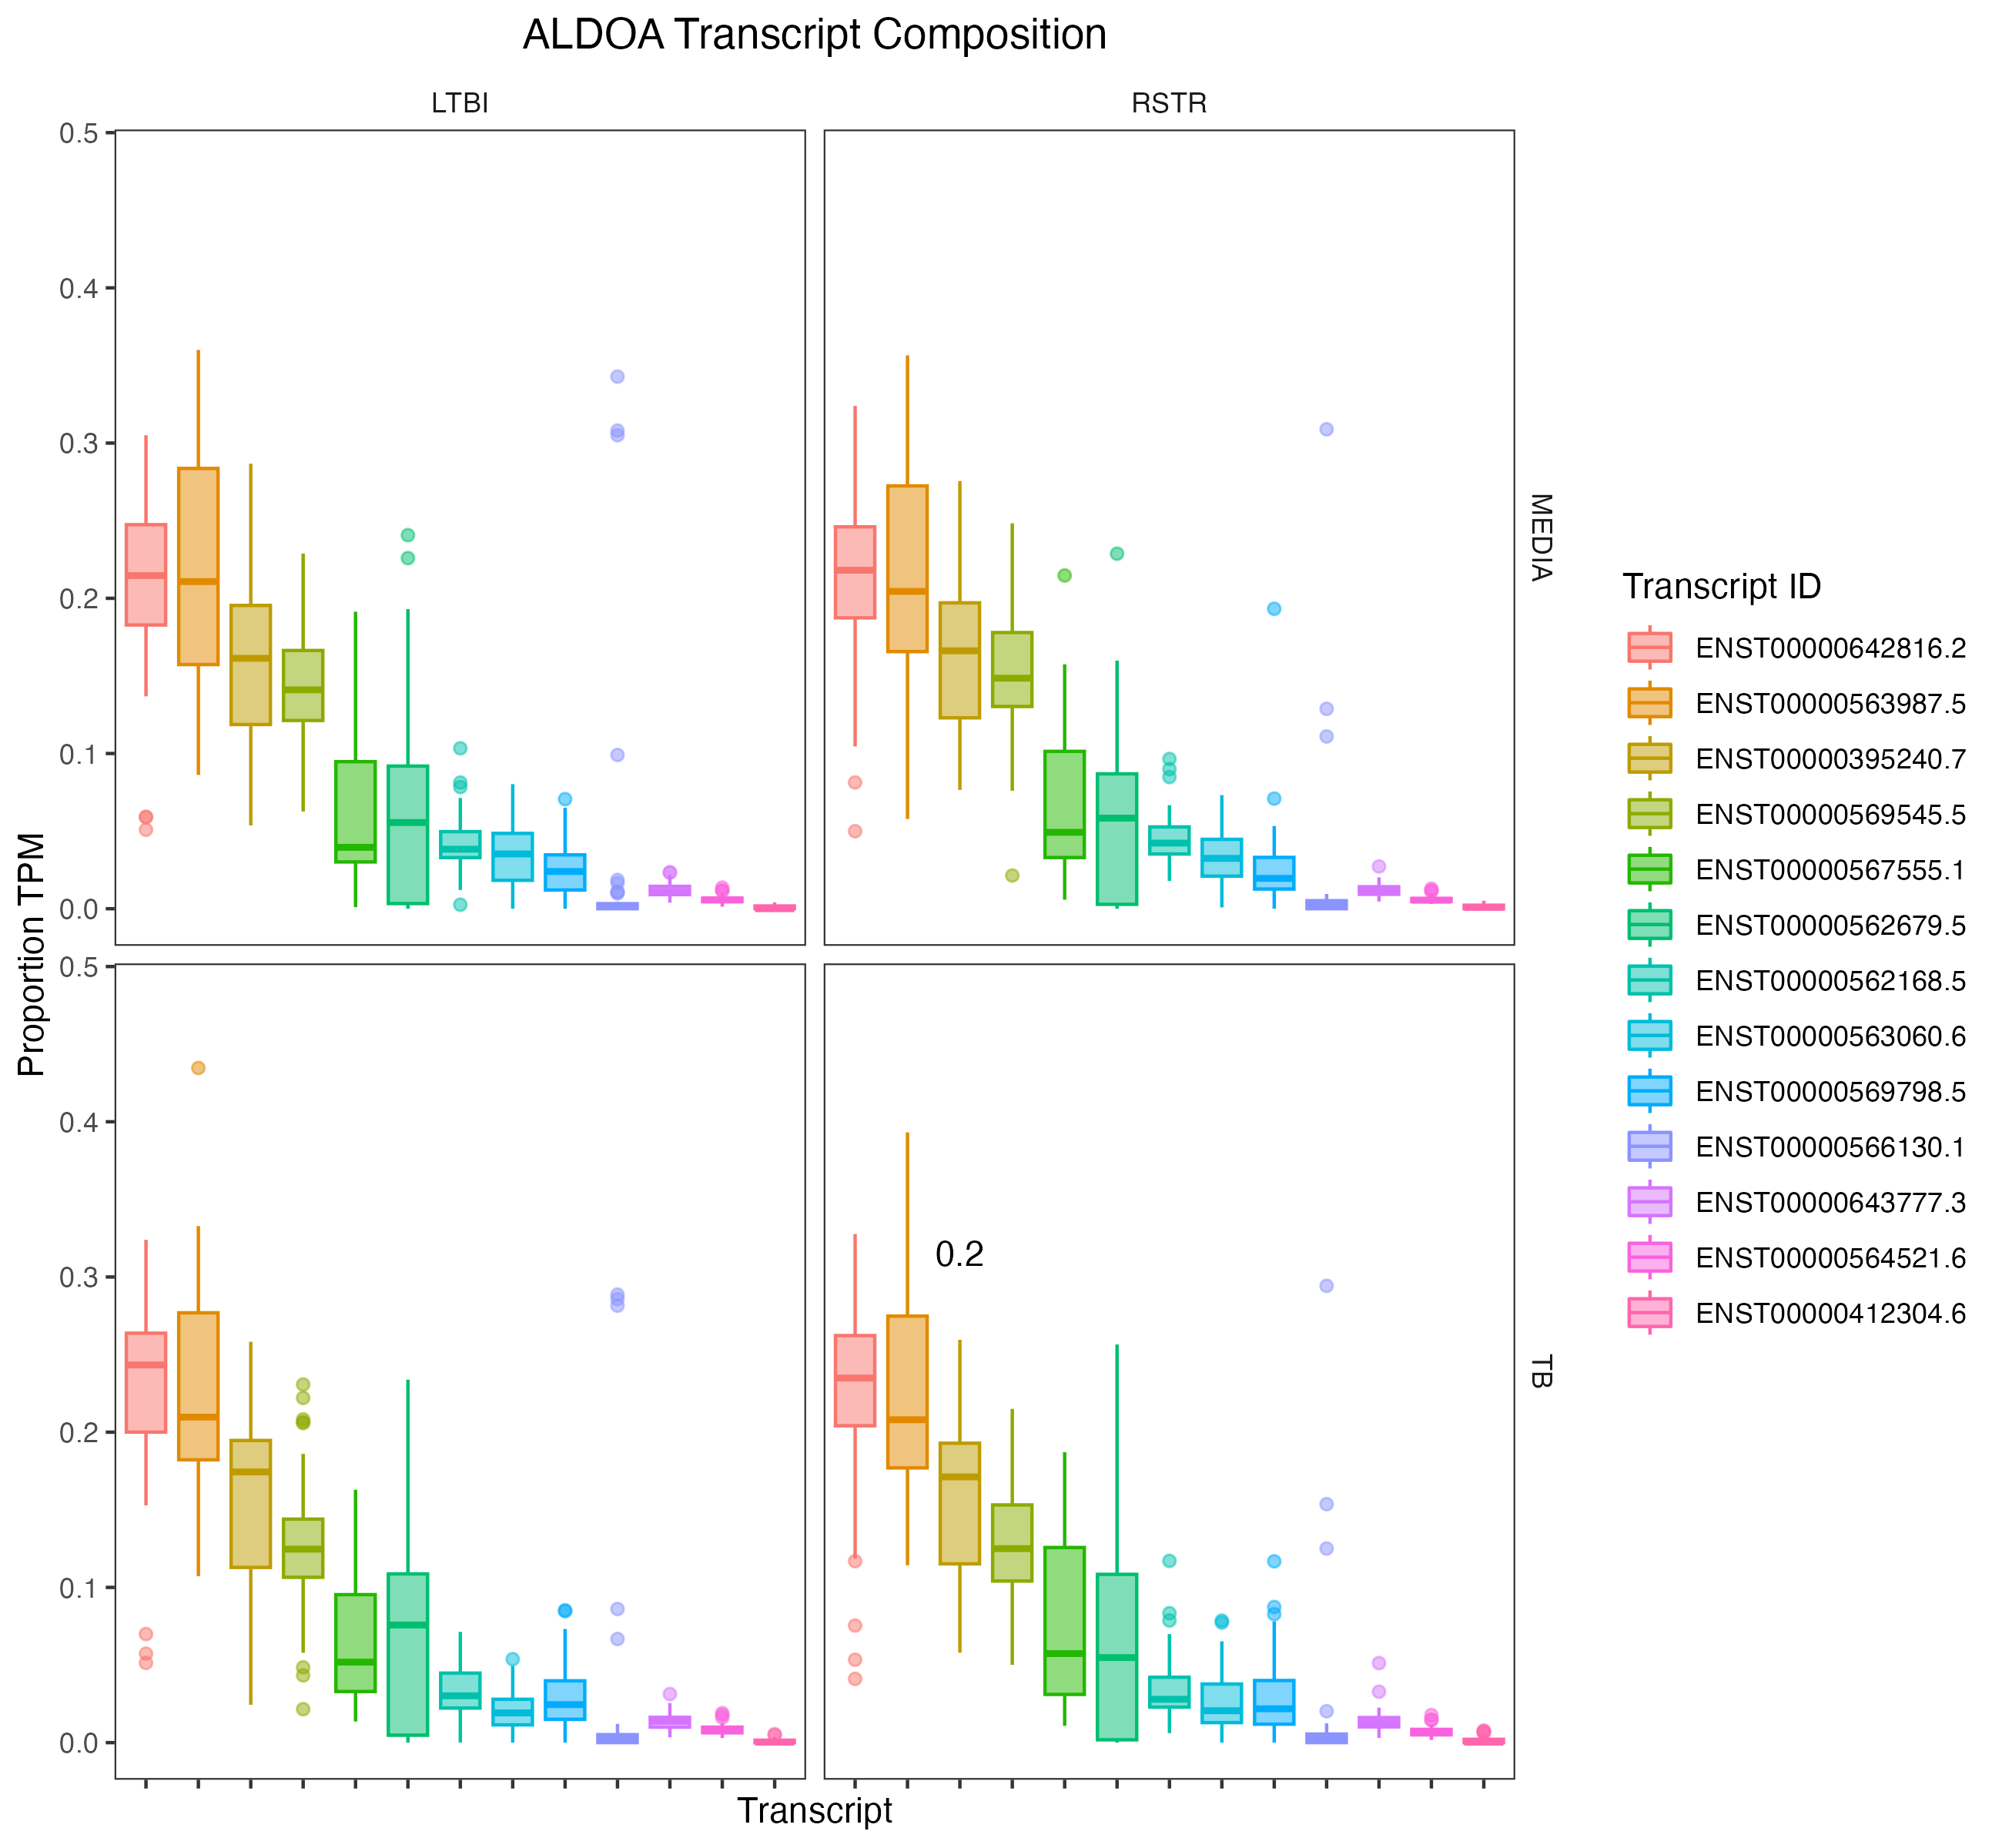 ALDOA Transcript Composition
LTBI
RSTR
0.5
0.4
0.3
0.2
0.1
0.0
MEDIA
0.5
0.4
0.3
0.2
0.1
0.0
0.2
TB
Proportion TPM
Transcript
Transcript ID
ENST00000642816.2
ENST00000563987.5
ENST00000395240.7
ENST00000569545.5
ENST00000567555.1
ENST00000562679.5
ENST00000562168.5
ENST00000563060.6
ENST00000569798.5
ENST00000566130.1
ENST00000643777.3
ENST00000564521.6
ENST00000412304.6